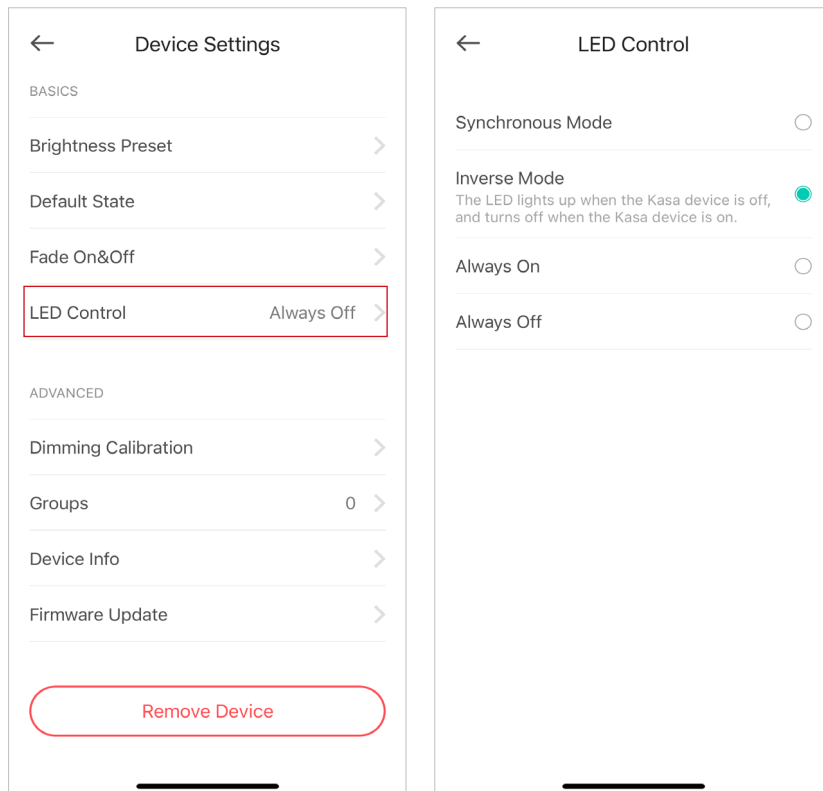 Device Settings
BASICS
Brightness Preset
Default State
Fade On&Off
LED Control Always Off
ADVANCED
Dimming Calibration
Groups 0
Device Info
Firmware Update
Remove Device
LED Control
Synchronous Mode
Inverse Mode
The LED lights up when the Kasa device is off,
and turns off when the Kasa device is on.
Always On
Always Off